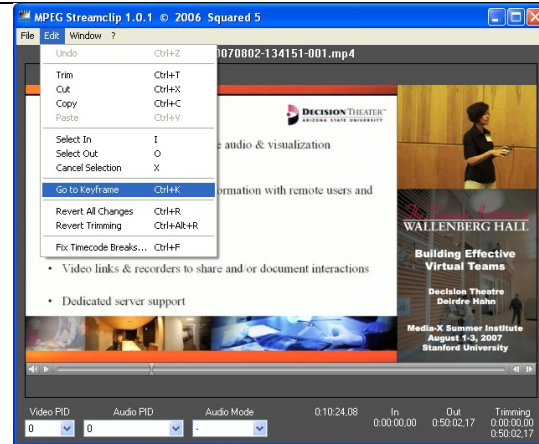 MPEG Streamclip 1.0.1 © 2006 Squared 5
File Edit Window ?
0070802-134151-001.mp4
Undo Ctrl+Z
Trim Ctrl+T
Cut Ctrl+X
Copy Ctrl+C
Paste Ctrl+V
Select In I
Select Out O
Cancel Selection X
Go to Keyframe Ctrl+K
Revert All Changes Ctrl+R
Revert Trimming Ctrl+Alt+R
Fix Timecode Breaks... Ctrl+F
DECISION THEATER
ARIZONA STATE UNIVERSITY
e audio & visualization
ormation with remote users and
• Video links & recorders to share and/or document interactions
• Dedicated server support
WALLENBERG HALL
Building Effective
Virtual Teams
Decision Theatre
Deirdre Hahn
Media-X Summer Institute
August 1-3, 2007
Stanford University
Video PID Audio PID Audio Mode 0:10:24,08 In Out Trimming
0 0 - 0:00:00,00 0:50:02,17 0:00:00,00
0:50:02,17